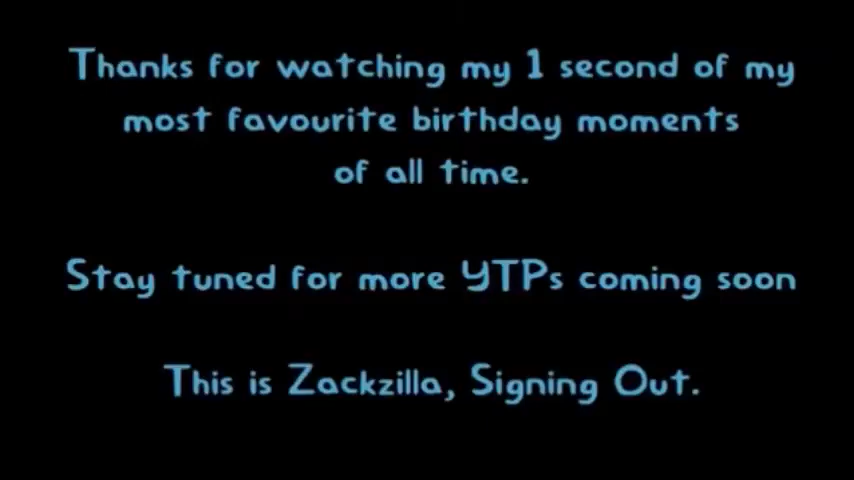 Thanks for watching my 1 second of my
most favourite birthday moments
of all time.
Stay tuned for more YTPs coming soon
This is Zackzilla, Signing Out.